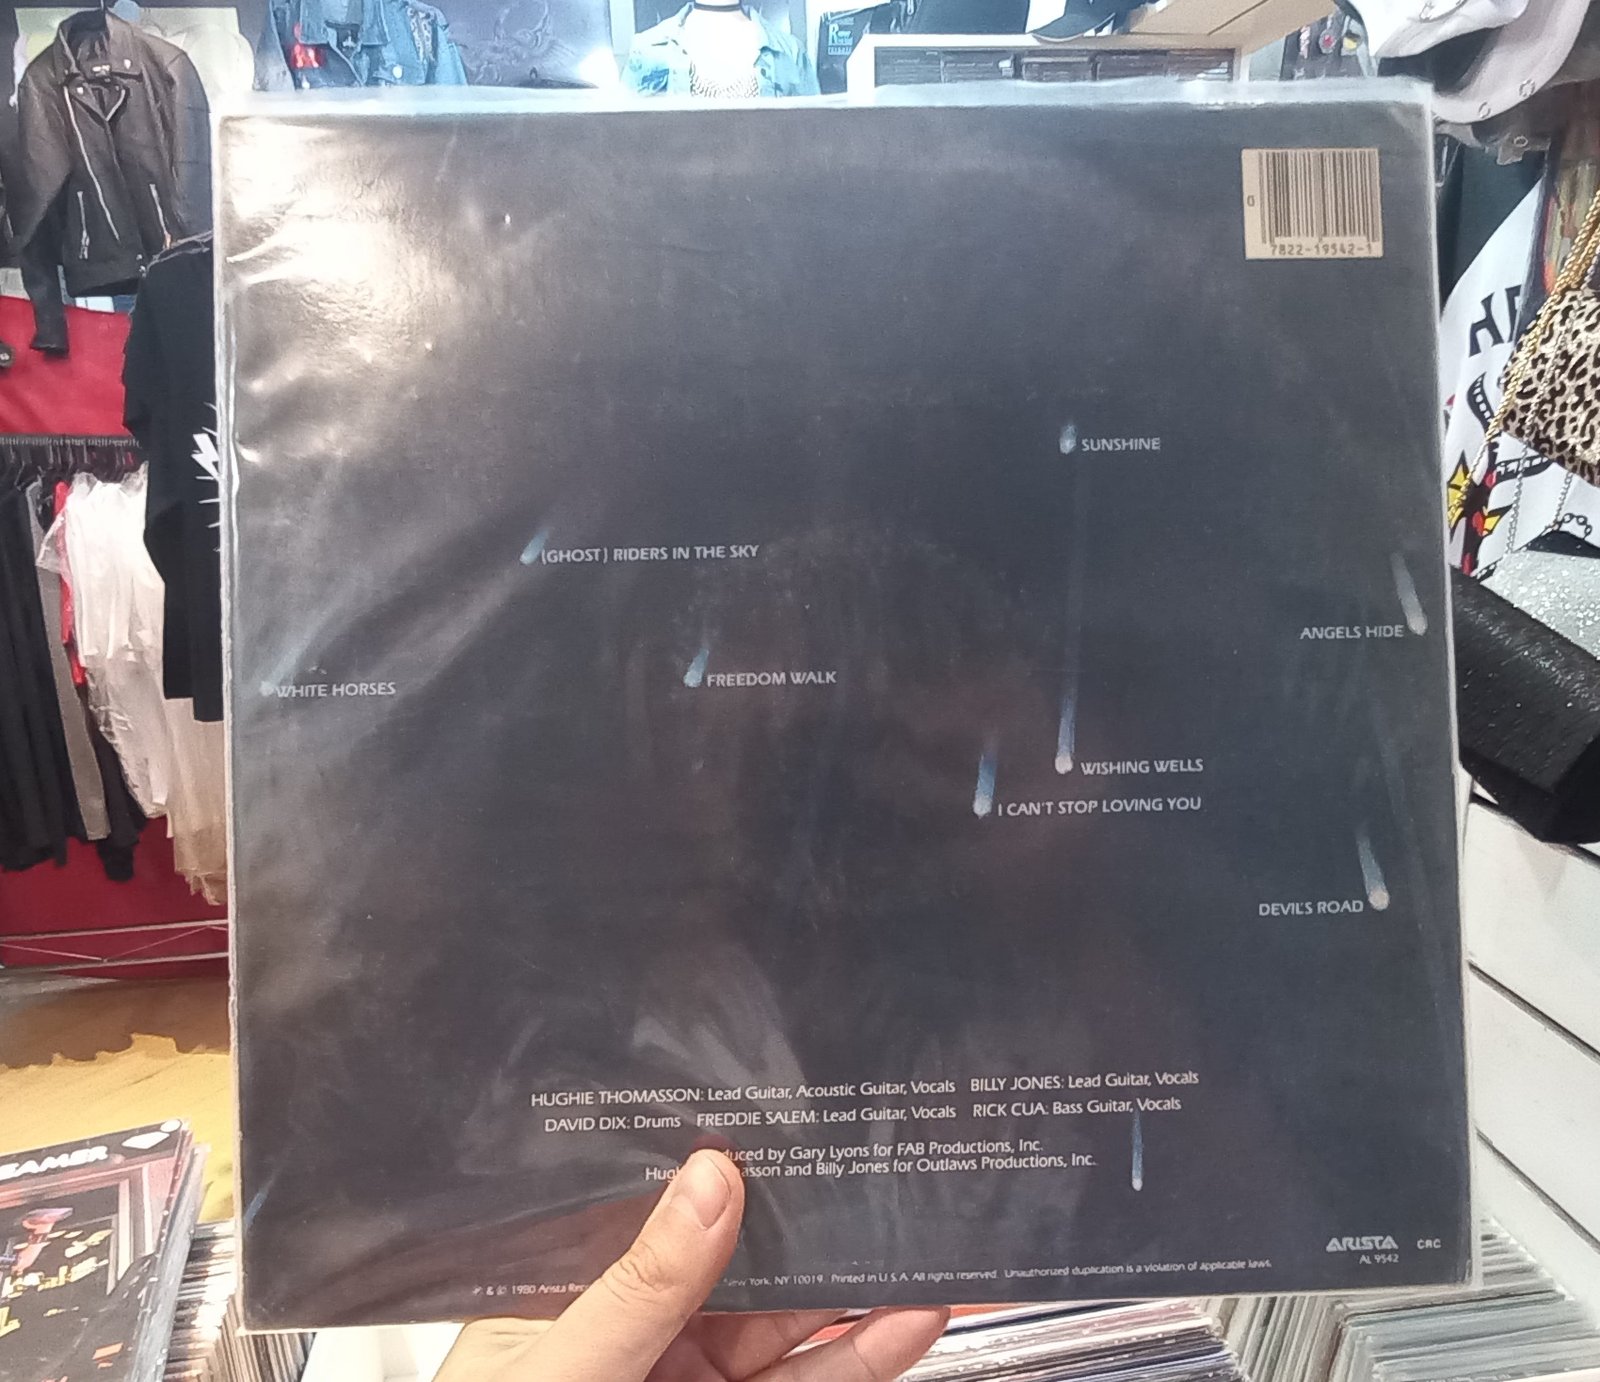 0
7822-19542-1
SUNSHINE
(GHOST) RIDERS IN THE SKY
ANGELS HIDE
WHITE HORSES
FREEDOM WALK
WISHING WELLS
I CAN'T STOP LOVING YOU
DEVIL'S ROAD
HUGHIE THOMASSON: Lead Guitar, Acoustic Guitar, Vocals BILLY JONES: Lead Guitar, Vocals
DAVID DIX: Drums FREDDIE SALEM: Lead Guitar, Vocals RICK CUA: Bass Guitar, Vocals
by Gary Lyons for FAB Productions, Inc.
and Billy Jones for Outlaws Productions, Inc.
ARISTA CRC
AL 9542
℗ & © 1980 Arista New York, NY 10019. Printed in U.S.A. All rights reserved. Unauthorized duplication is a violation of applicable laws.